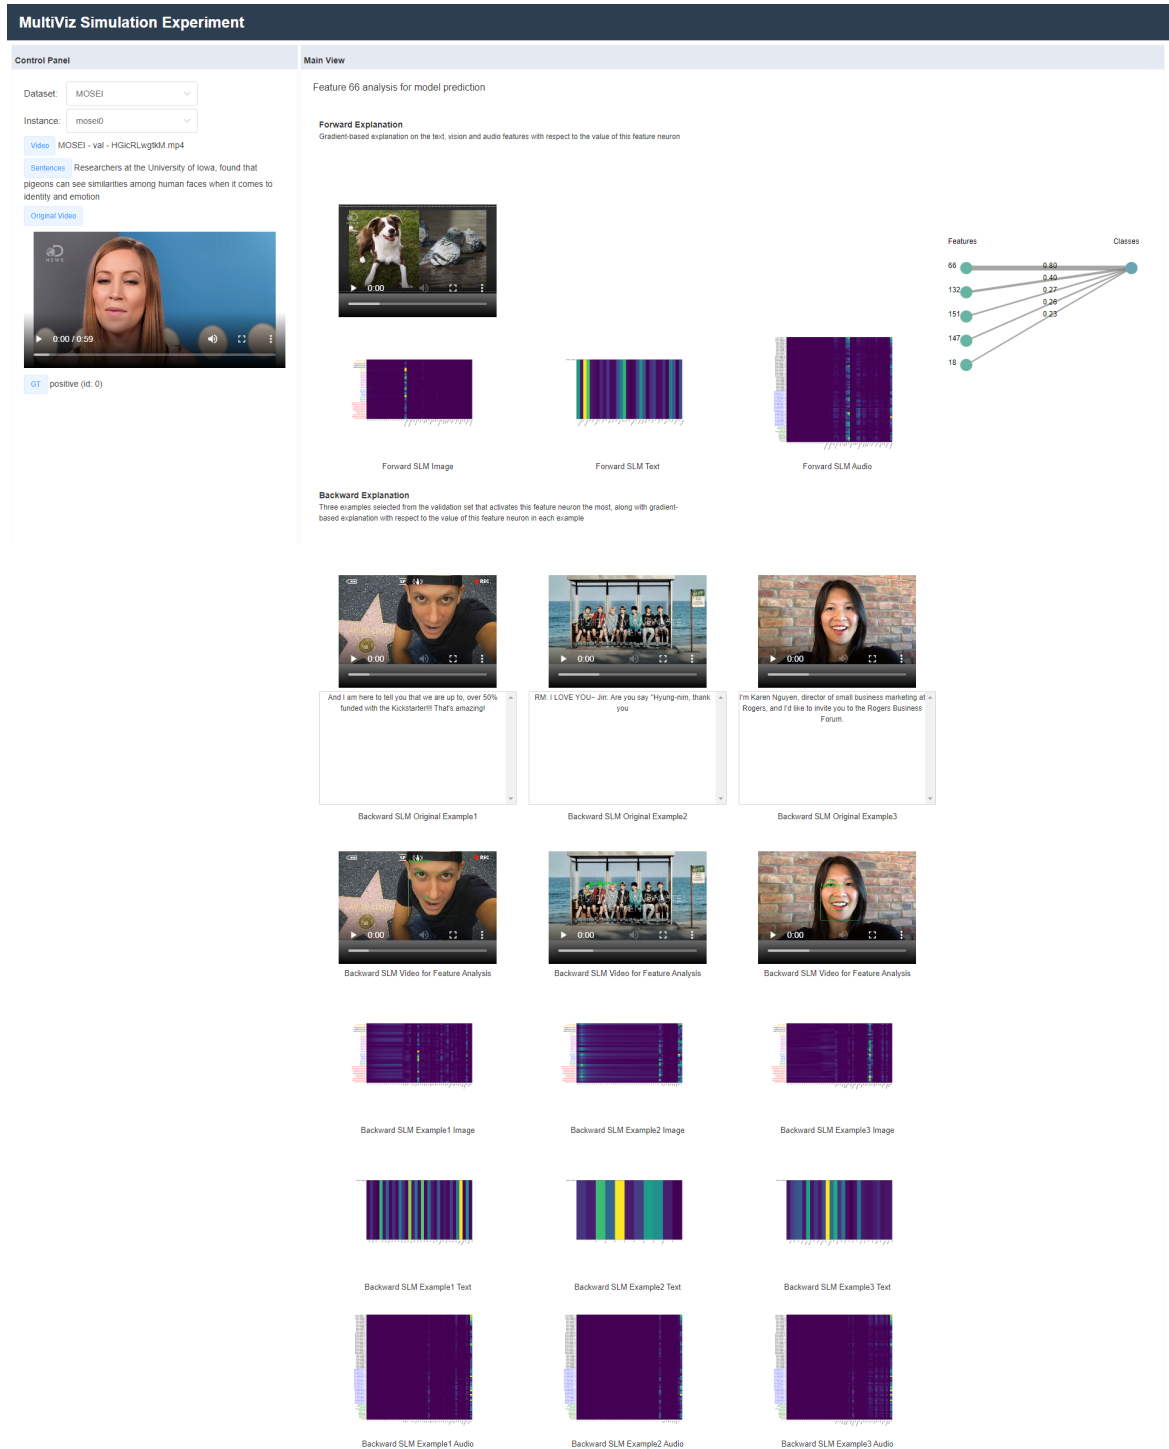 MultiViz Simulation Experiment
Control Panel
Main View
Dataset: MOSEI
Instance: mosei0
Video MOSEI - val - HGicRLwgtkM.mp4
Sentences Researchers at the University of Iowa, found that
pigeons can see similarities among human faces when it comes to
identity and emotion
Original Video
NEWS
0:00 / 0:59
GT positive (id: 0)
Feature 66 analysis for model prediction
Forward Explanation
Gradient-based explanation on the text, vision and audio features with respect to the value of this feature neuron
0:00
Features Classes
66 0.80
0.40
132 0.27
0.26
151 0.23
147
18
Forward SLM Image
Forward SLM Text
Forward SLM Audio
Backward Explanation
Three examples selected from the validation set that activates this feature neuron the most, along with gradient-
based explanation with respect to the value of this feature neuron in each example
REC
0:00
0:00
0:00
And I am here to tell you that we are up to, over 50%
funded with the Kickstarter!!! That's amazing!
RM: I LOVE YOU~ Jin: Are you say "Hyung-nim, thank
you
I'm Karen Nguyen, director of small business marketing at
Rogers, and I'd like to invite you to the Rogers Business
Forum.
Backward SLM Original Example1
Backward SLM Original Example2
Backward SLM Original Example3
REC
0:00
0:00
0:00
Backward SLM Video for Feature Analysis
Backward SLM Video for Feature Analysis
Backward SLM Video for Feature Analysis
Backward SLM Example1 Image
Backward SLM Example2 Image
Backward SLM Example3 Image
Backward SLM Example1 Text
Backward SLM Example2 Text
Backward SLM Example3 Text
Backward SLM Example1 Audio
Backward SLM Example2 Audio
Backward SLM Example3 Audio